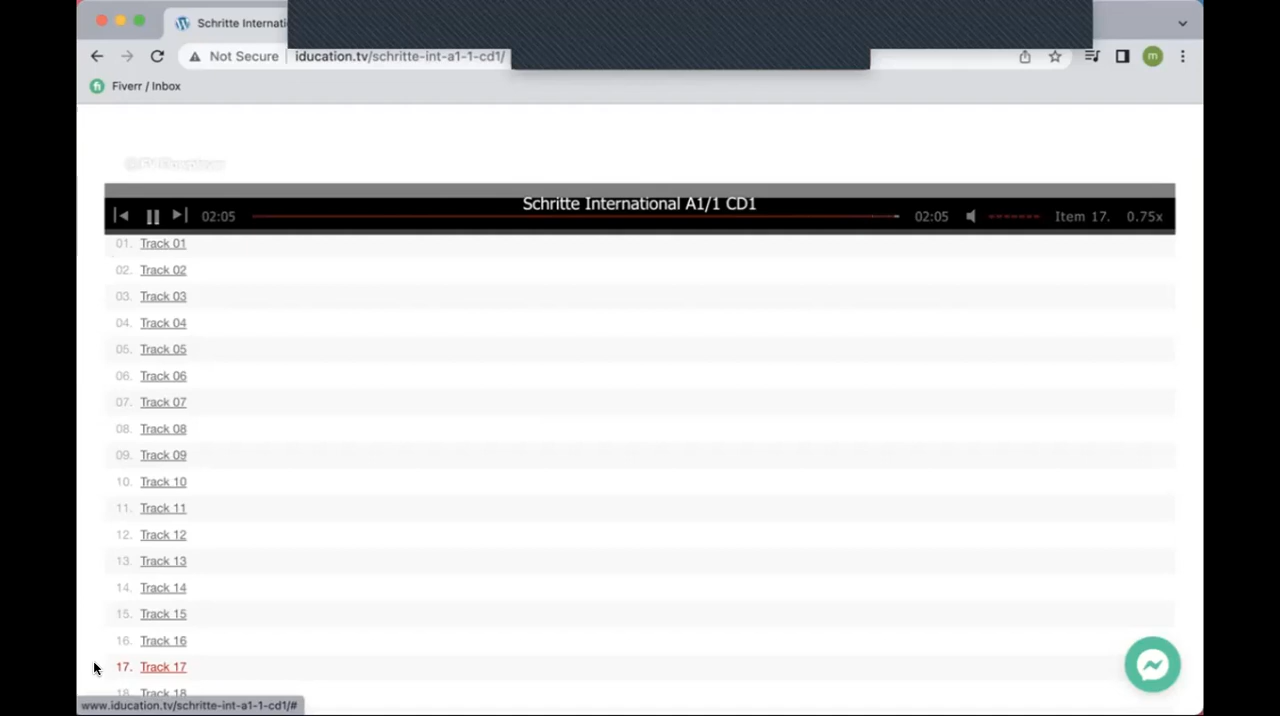 Schritte Internati
Not Secure
iducation.tv/schritte-int-a1-1-cd1/
m
fi
Fiverr / Inbox
Schritte International A1/1 CD1
02:05
02:05
Item 17.
0.75x
01. Track 01
02. Track 02
03. Track 03
04. Track 04
05. Track 05
06. Track 06
07. Track 07
08. Track 08
09. Track 09
10. Track 10
11. Track 11
12. Track 12
13. Track 13
14. Track 14
15. Track 15
16. Track 16
17. Track 17
18. Track 18
www.iducation.tv/schritte-int-a1-1-cd1/#